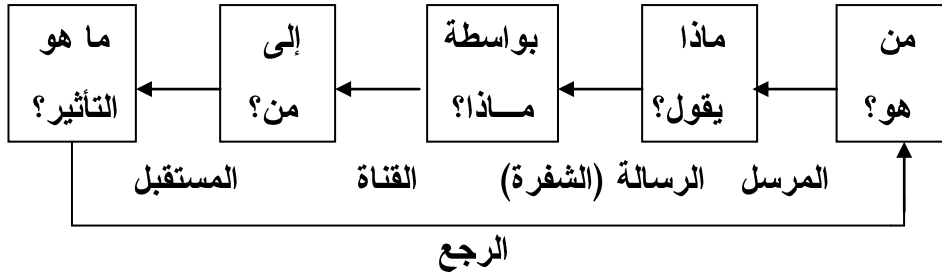 من
هو؟
ماذا
يقول؟
بواسطة
مـــاذا؟
إلى
من؟
ما هو
التأثير؟
المرسل
الرسالة (الشفرة)
القناة
المستقبل
الرجع